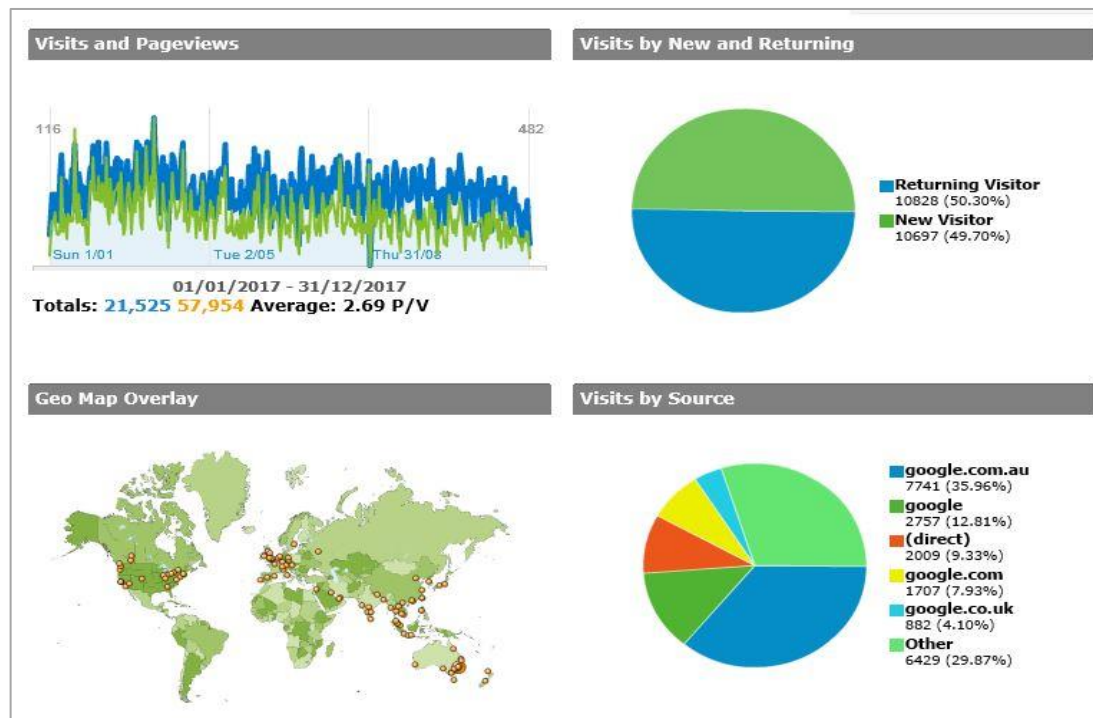 Visits and Pageviews
116
482
Sun 1/01
Tue 2/05
Thu 31/08
01/01/2017 - 31/12/2017
Totals: 21,525 57,954 Average: 2.69 P/V
Visits by New and Returning
Returning Visitor
10828 (50.30%)
New Visitor
10697 (49.70%)
Geo Map Overlay
Visits by Source
google.com.au
7741 (35.96%)
google
2757 (12.81%)
(direct)
2009 (9.33%)
google.com
1707 (7.93%)
google.co.uk
882 (4.10%)
Other
6429 (29.87%)